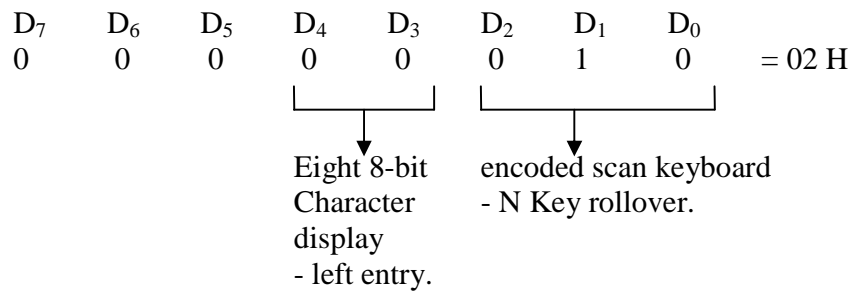 D₇ D₆ D₅ D₄ D₃ D₂ D₁ D₀
0 0 0 0 0 0 1 0 = 02 H
Eight 8-bit encoded scan keyboard
Character - N Key rollover.
display
- left entry.